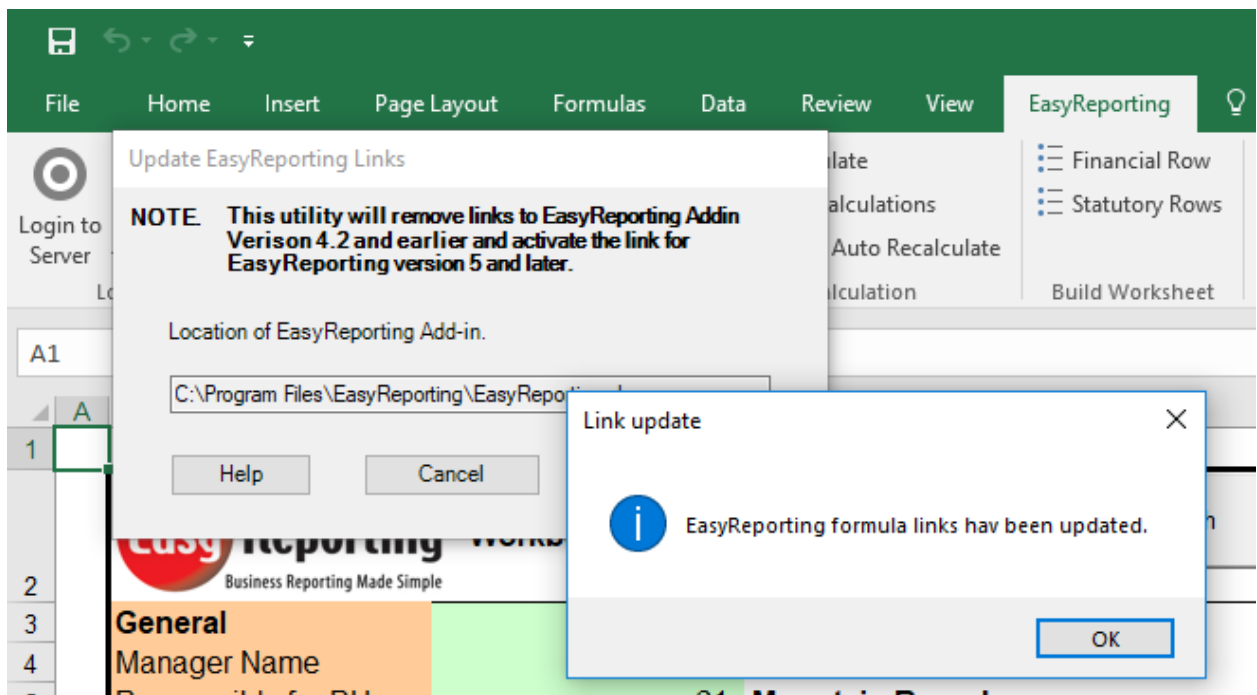 File Home Insert Page Layout Formulas Data Review View EasyReporting
Update EasyReporting Links
Login to
Server
NOTE. This utility will remove links to EasyReporting Addin
Verison 4.2 and earlier and activate the link for
EasyReporting version 5 and later.
Location of EasyReporting Add-in.
C:\Program Files\EasyReporting\EasyRepo
Help Cancel
Auto Recalculate
Financial Row
Statutory Rows
Build Worksheet
A1
A
Link update
EasyReporting formula links hav been updated.
OK
1
2
Easy Reporting
Business Reporting Made Simple
3 General
4 Manager Name